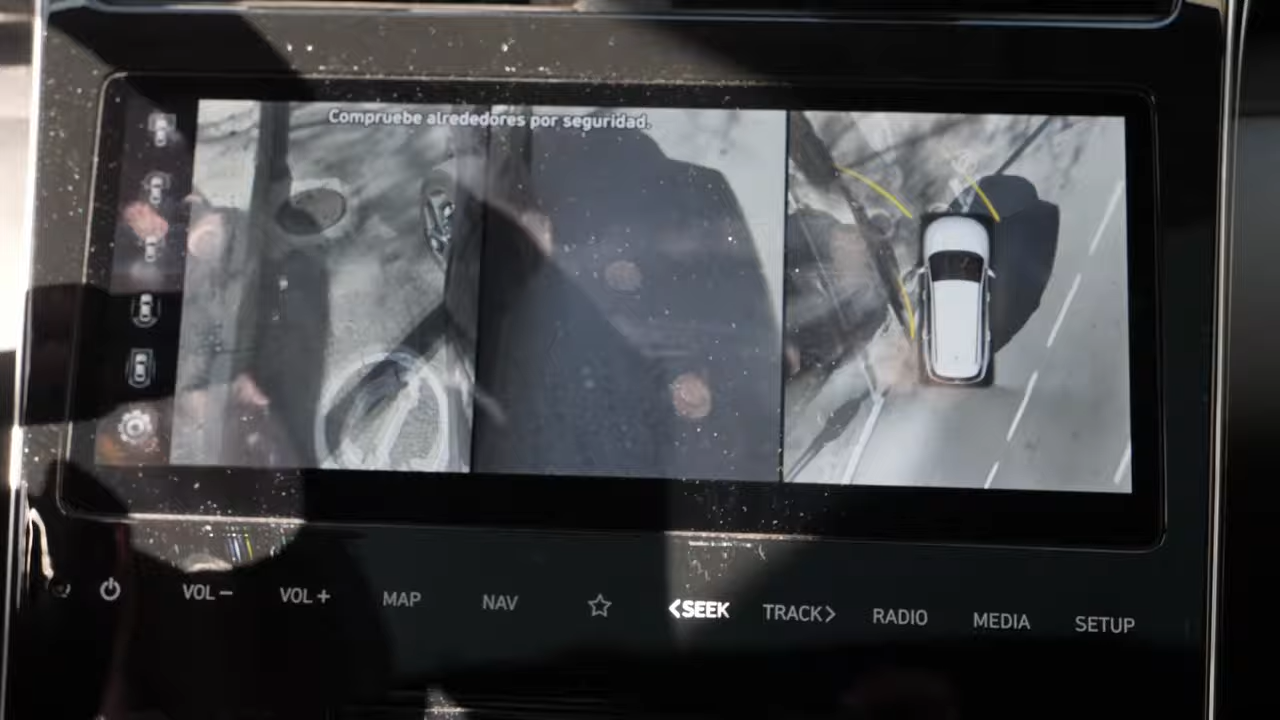 Compruebe alrededores por seguridad.
VOL− VOL+ MAP NAV <SEEK TRACK> RADIO MEDIA SETUP